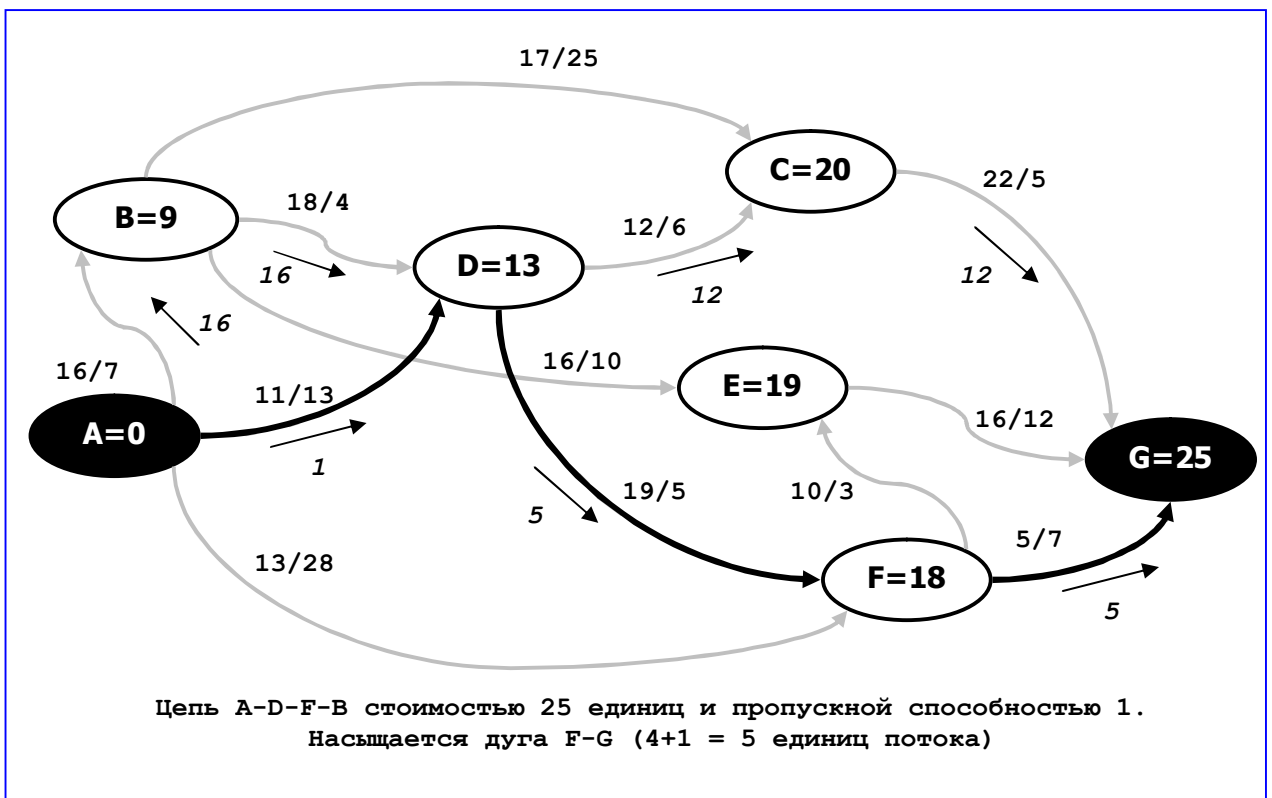 17/25
C=20
22/5
B=9
18/4
12/6
16
D=13
12
12
16
16/7
16/10
11/13
E=19
16/12
A=0
G=25
1
19/5
10/3
5
5/7
13/28
F=18
5
Цепь A-D-F-B стоимостью 25 единиц и пропускной способностью 1.
Насыщается дуга F-G (4+1 = 5 единиц потока)